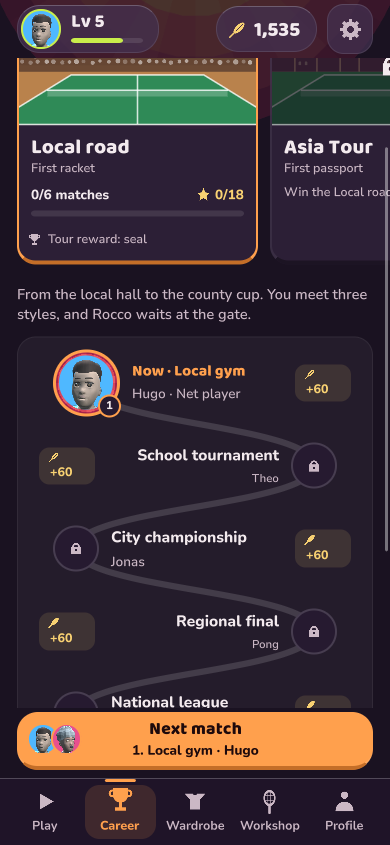 Lv 5
1,535
Local road
First racket
0/6 matches
0/18
Tour reward: seal
Asia Tour
First passport
Win the Local road
From the local hall to the county cup. You meet three
styles, and Rocco waits at the gate.
Now · Local gym
Hugo · Net player
+60
1
School tournament
Theo
+60
City championship
Jonas
+60
Regional final
Pong
+60
National league
Next match
1. Local gym · Hugo
Play
Career
Wardrobe
Workshop
Profile